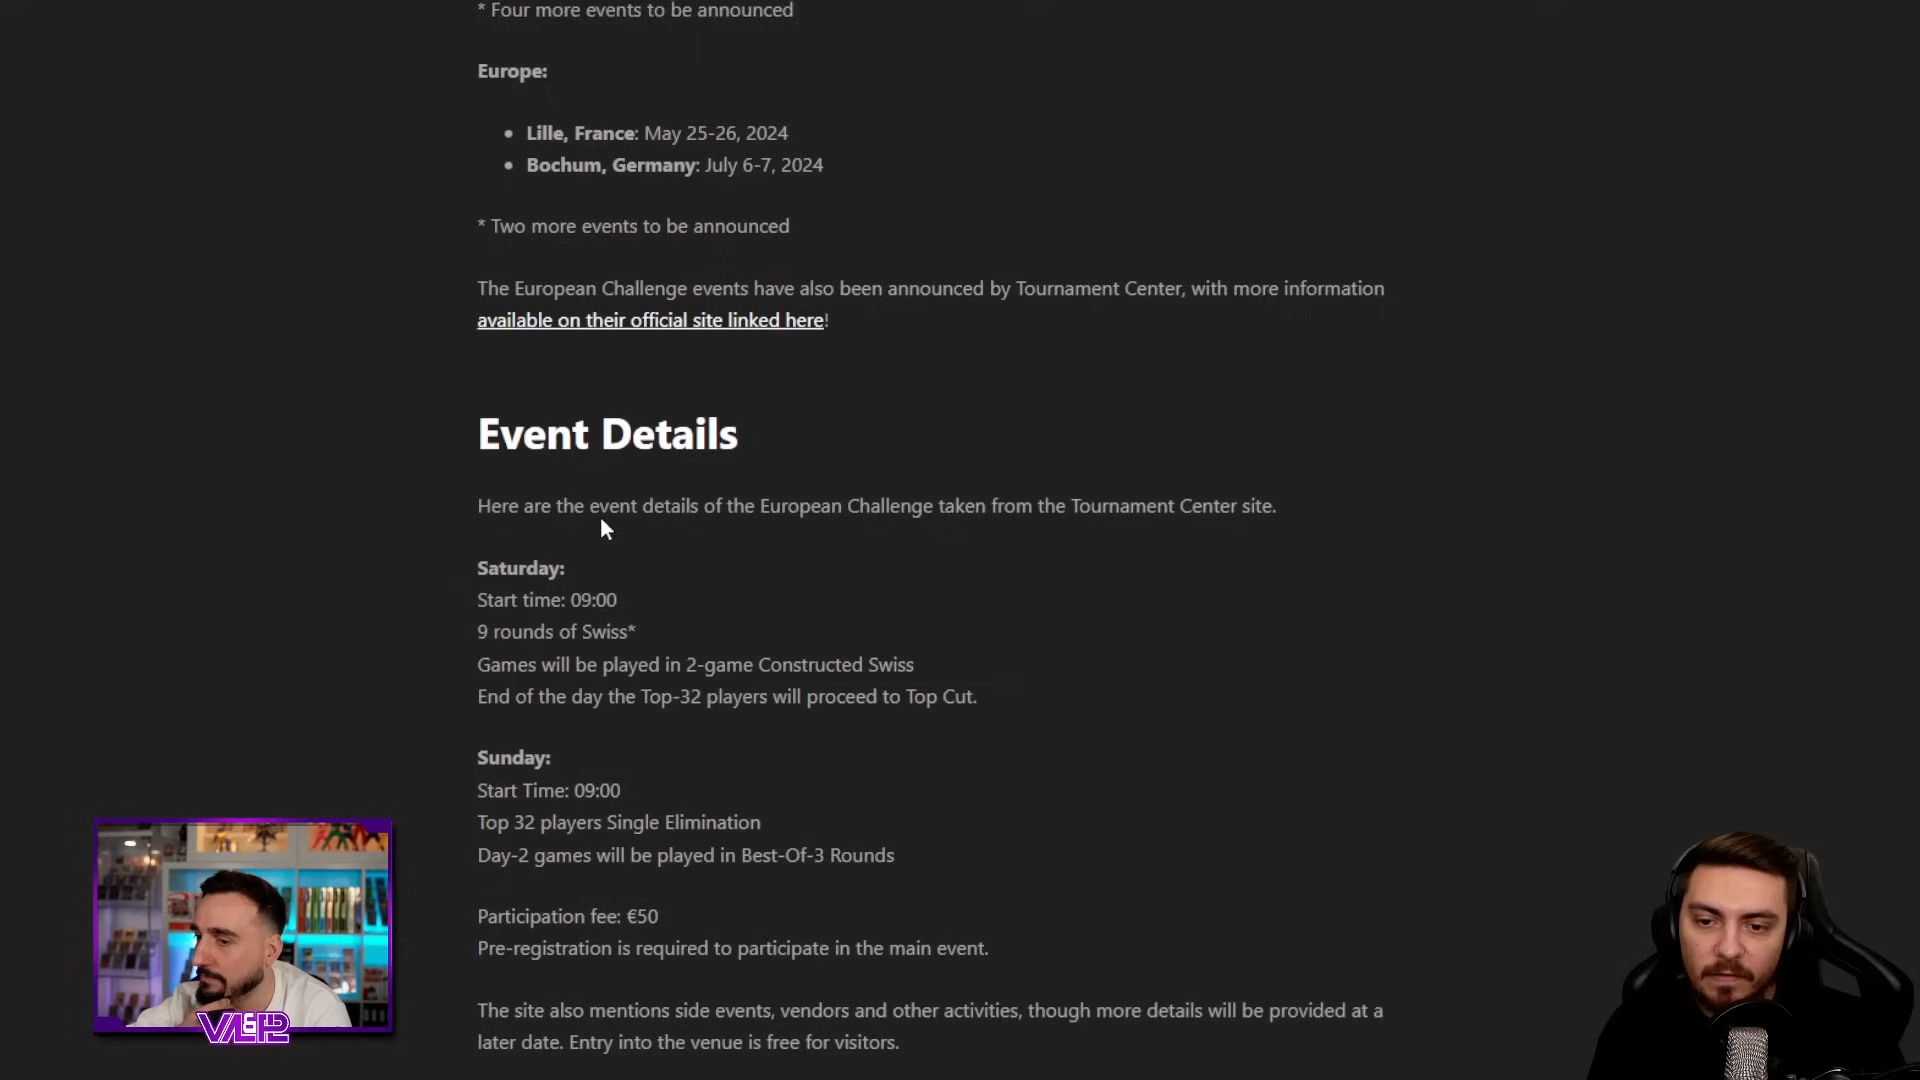 * Four more events to be announced
Europe:
• Lille, France: May 25-26, 2024
• Bochum, Germany: July 6-7, 2024
* Two more events to be announced
The European Challenge events have also been announced by Tournament Center, with more information
available on their official site linked here!
Event Details
Here are the event details of the European Challenge taken from the Tournament Center site.
Saturday:
Start time: 09:00
9 rounds of Swiss*
Games will be played in 2-game Constructed Swiss
End of the day the Top-32 players will proceed to Top Cut.
Sunday:
Start Time: 09:00
Top 32 players Single Elimination
Day-2 games will be played in Best-Of-3 Rounds
Participation fee: €50
Pre-registration is required to participate in the main event.
The site also mentions side events, vendors and other activities, though more details will be provided at a
later date. Entry into the venue is free for visitors.